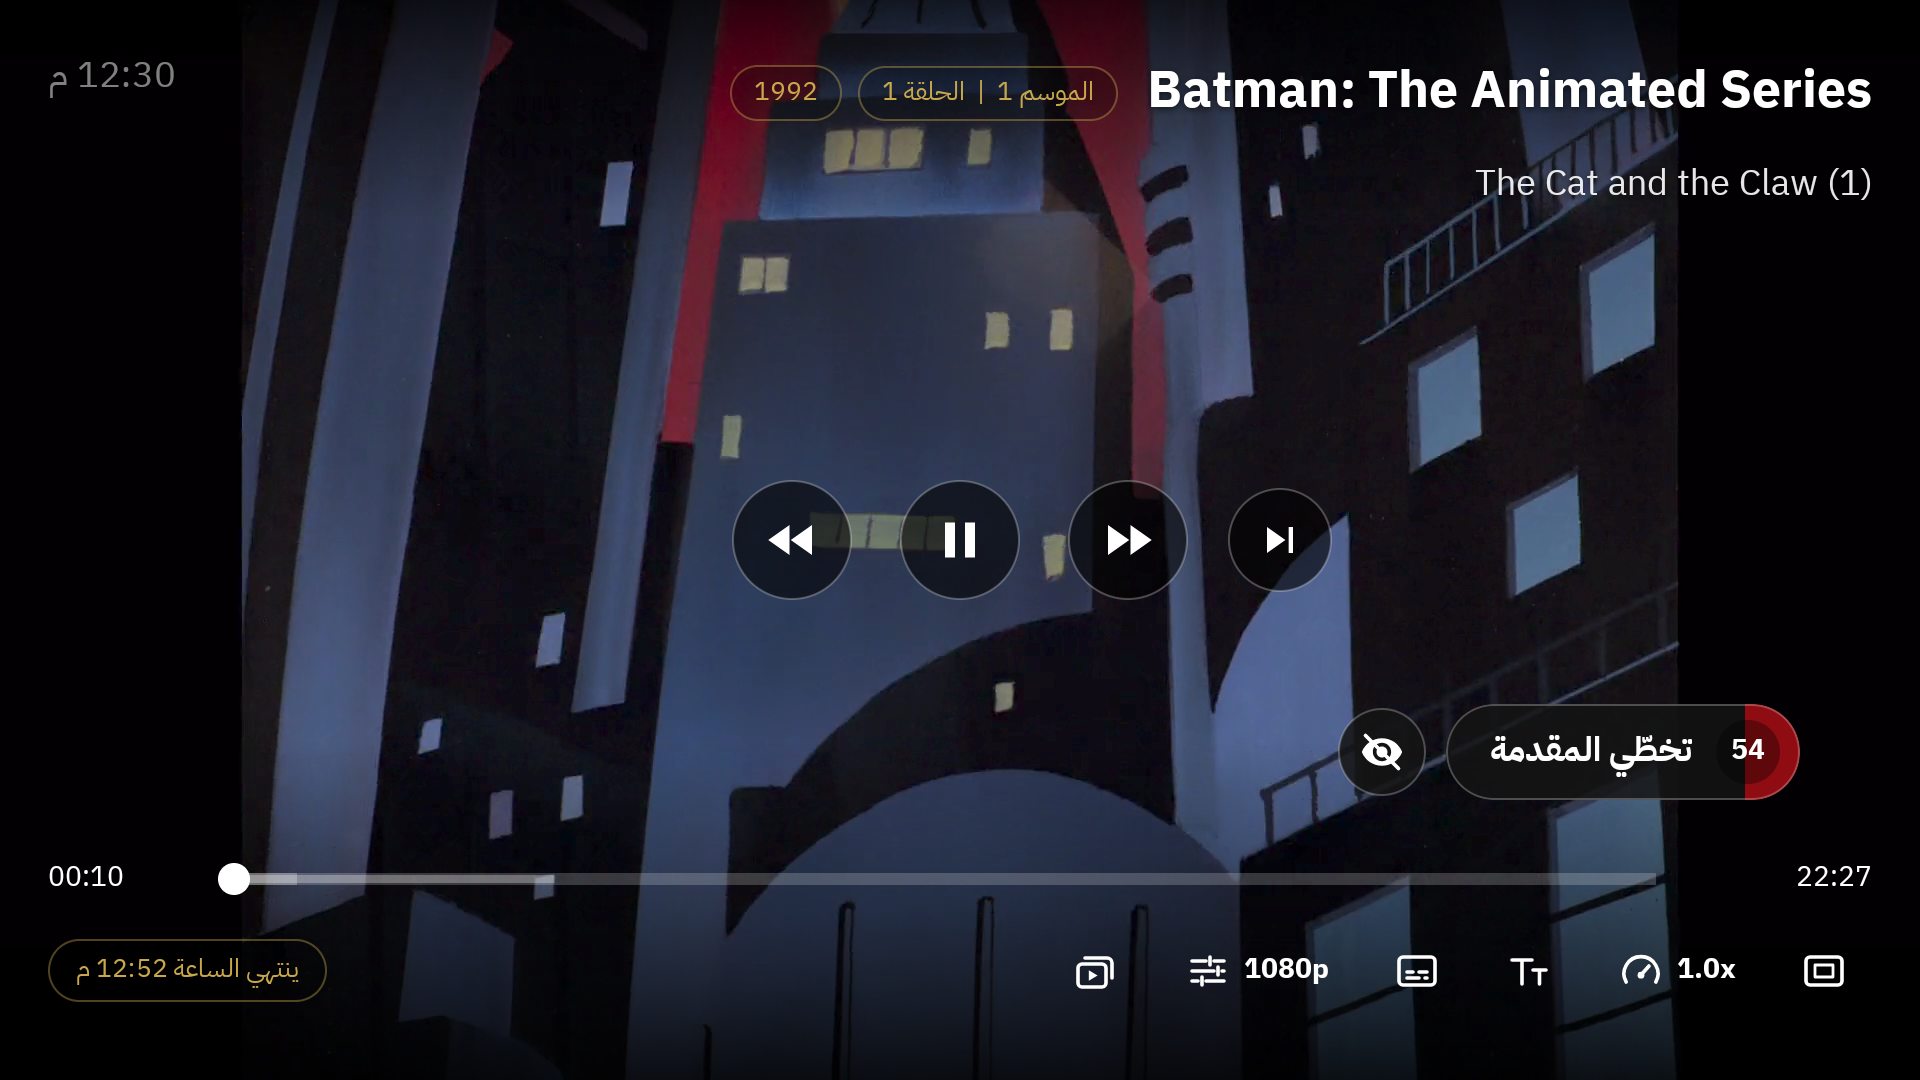 Batman: The Animated Series
الموسم 1 | الحلقة 1
1992
12:30 م
The Cat and the Claw (1)
54
تخطّي المقدمة
00:10
22:27
ينتهي الساعة 12:52 م
1080p
1.0x